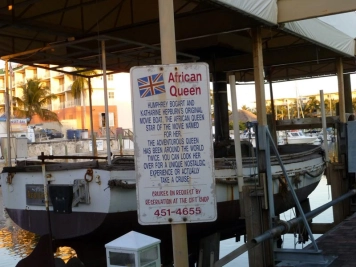 African
Queen
HUMPHREY BOGART AND
KATHARINE HEPBURN'S ORIGINAL
MOVIE BOAT. THE AFRICAN QUEEN
STAR OF THE MOVIE NAMED
FOR HER.
THE ADVENTUROUS QUEEN
HAS BEEN AROUND THE WORLD
TWICE. YOU CAN LOOK HER
OVER FOR A UNIQUE NOSTALGIC
EXPERIENCE OR ACTUALLY
TAKE A CRUISE.
CRUISES ON REQUEST BY
RESERVATION AT THE GIFT SHOP
451-4655